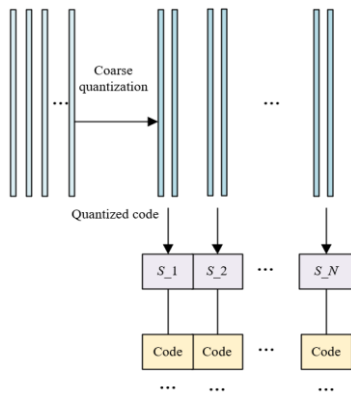 Coarse
quantization
...
...
...
Quantized code
S_1 S_2 ... S_N
Code Code ... Code
... ... ...